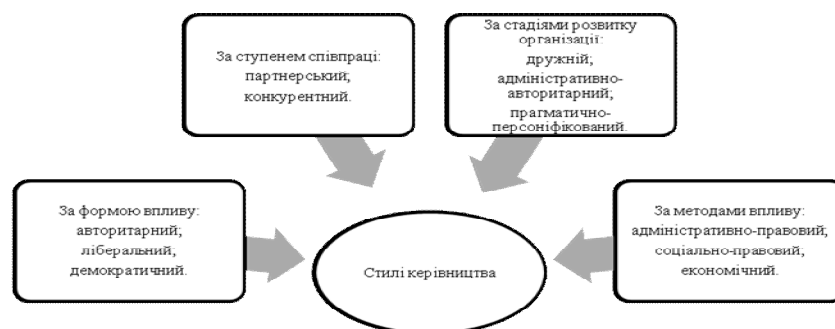 За ступенем співпраці:
партнерський;
конкурентний.
За стадіями розвитку
організації:
дружній;
адміністративно-
авторитарний;
прагматично-
персоніфікований.
За формою впливу:
авторитарний;
ліберальний;
демократичний.
Стилі керівництва
За методами впливу:
адміністративно-правовий;
соціально-правовий;
економічний.